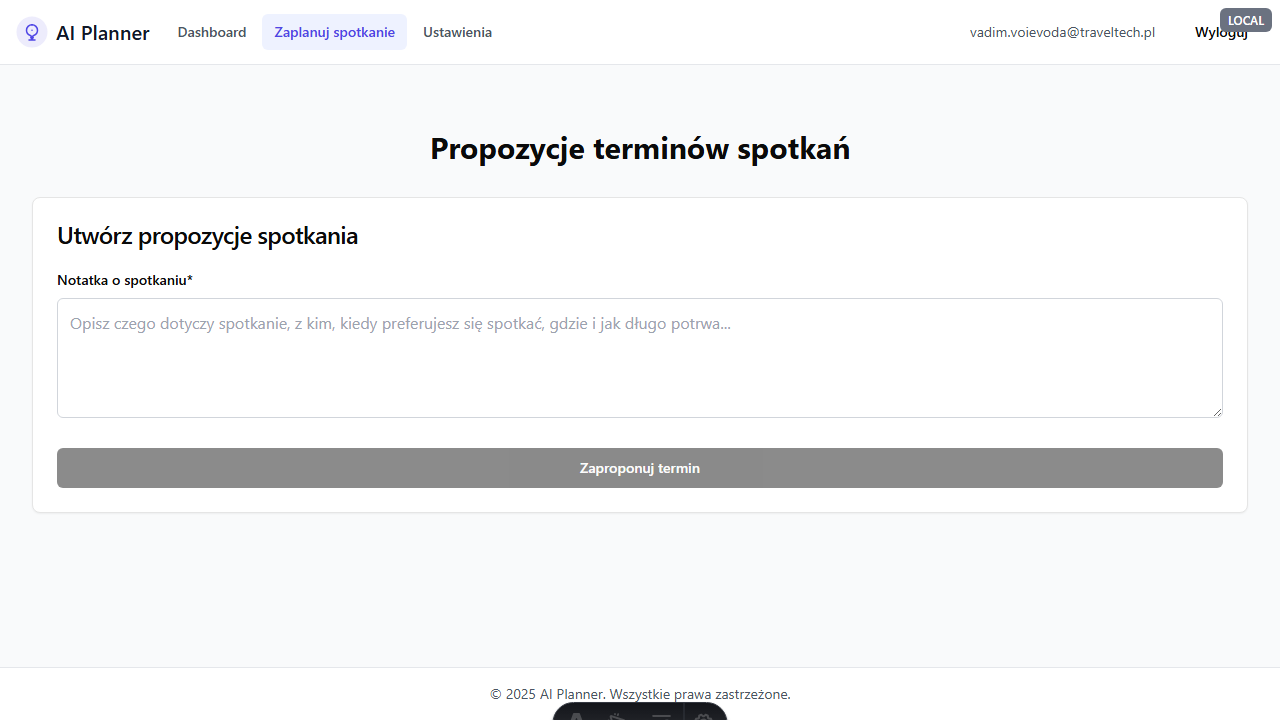 AI Planner
Dashboard
Zaplanuj spotkanie
Ustawienia
vadim.voievoda@traveltech.pl
Wyloguj
LOCAL
Propozycje terminów spotkań
Utwórz propozycje spotkania
Notatka o spotkaniu*
Opisz czego dotyczy spotkanie, z kim, kiedy preferujesz się spotkać, gdzie i jak długo potrwa...
Zaproponuj termin
© 2025 AI Planner. Wszystkie prawa zastrzeżone.